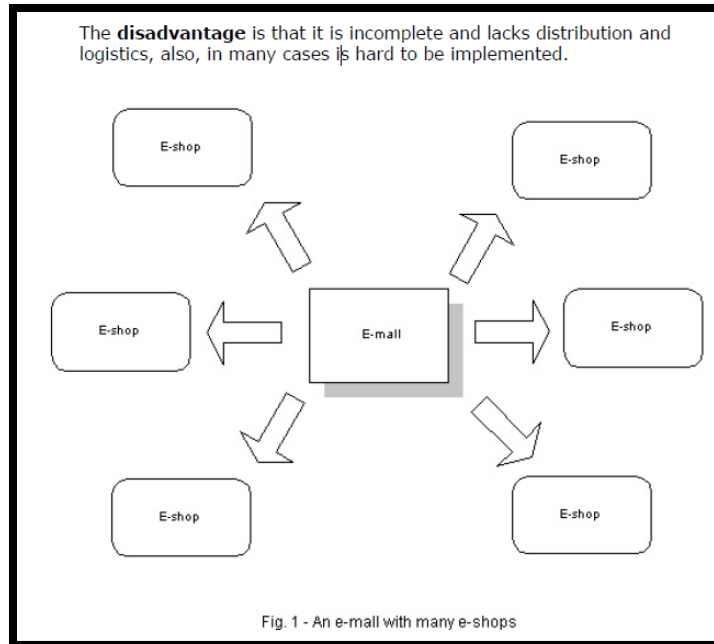 The disadvantage is that it is incomplete and lacks distribution and
logistics, also, in many cases is hard to be implemented.
E-shop
E-shop
E-shop
E-mall
E-shop
E-shop
E-shop
Fig. 1 - An e-mall with many e-shops